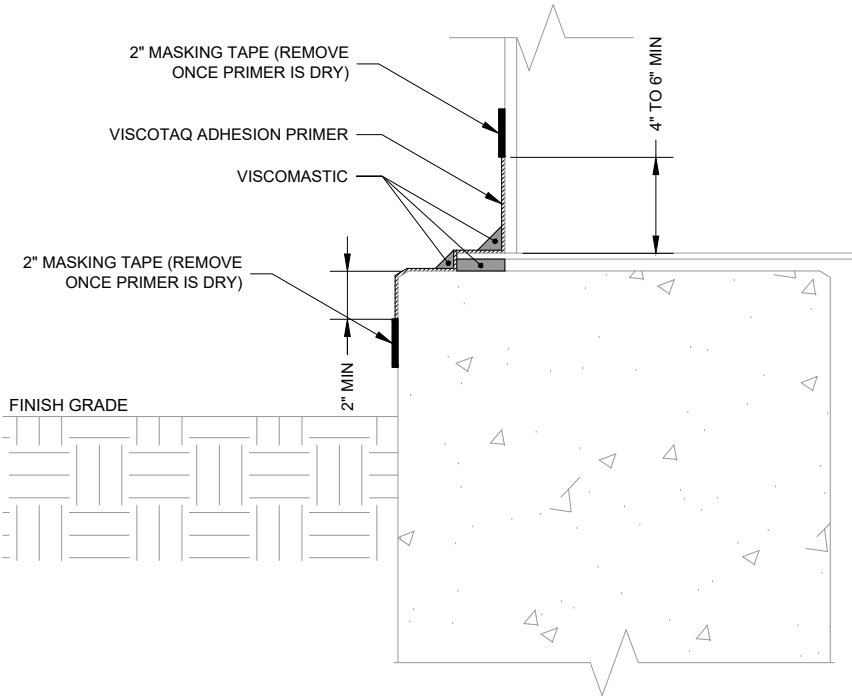 2" MASKING TAPE (REMOVE
ONCE PRIMER IS DRY)
4" TO 6" MIN
VISCOTAQ ADHESION PRIMER
VISCOMASTIC
2" MASKING TAPE (REMOVE
ONCE PRIMER IS DRY)
2" MIN
FINISH GRADE